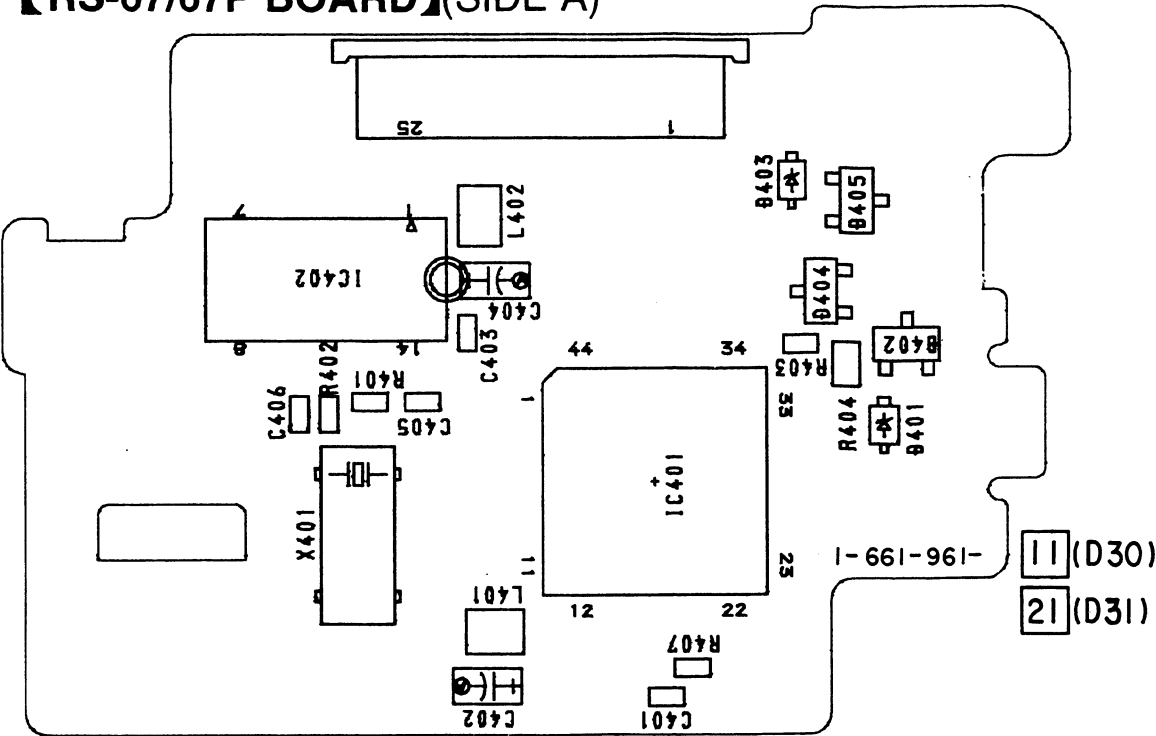 【RS-67/67P BOARD】(SIDE A)
25
1
D403
D405
7
1
L402
IC402
D404
C404
8
R402
14
C403
44
34
D402
R403
R401
C406
C405
1
33
R404
D401
IC401
X401
1-661-961-
11 (D30)
11
23
L401
12
22
21 (D31)
R407
C402
C401